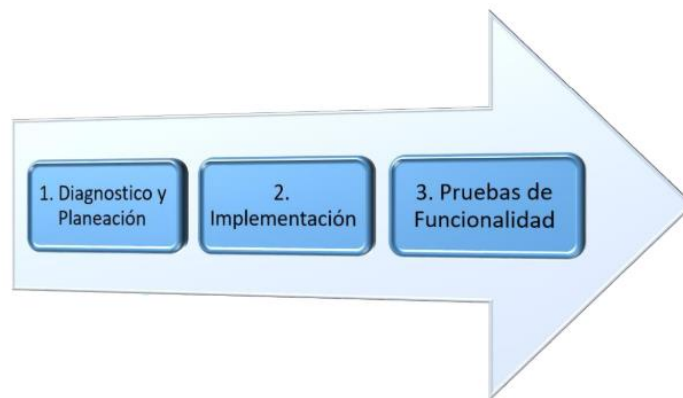 1. Diagnostico y
Planeación
2.
Implementación
3. Pruebas de
Funcionalidad